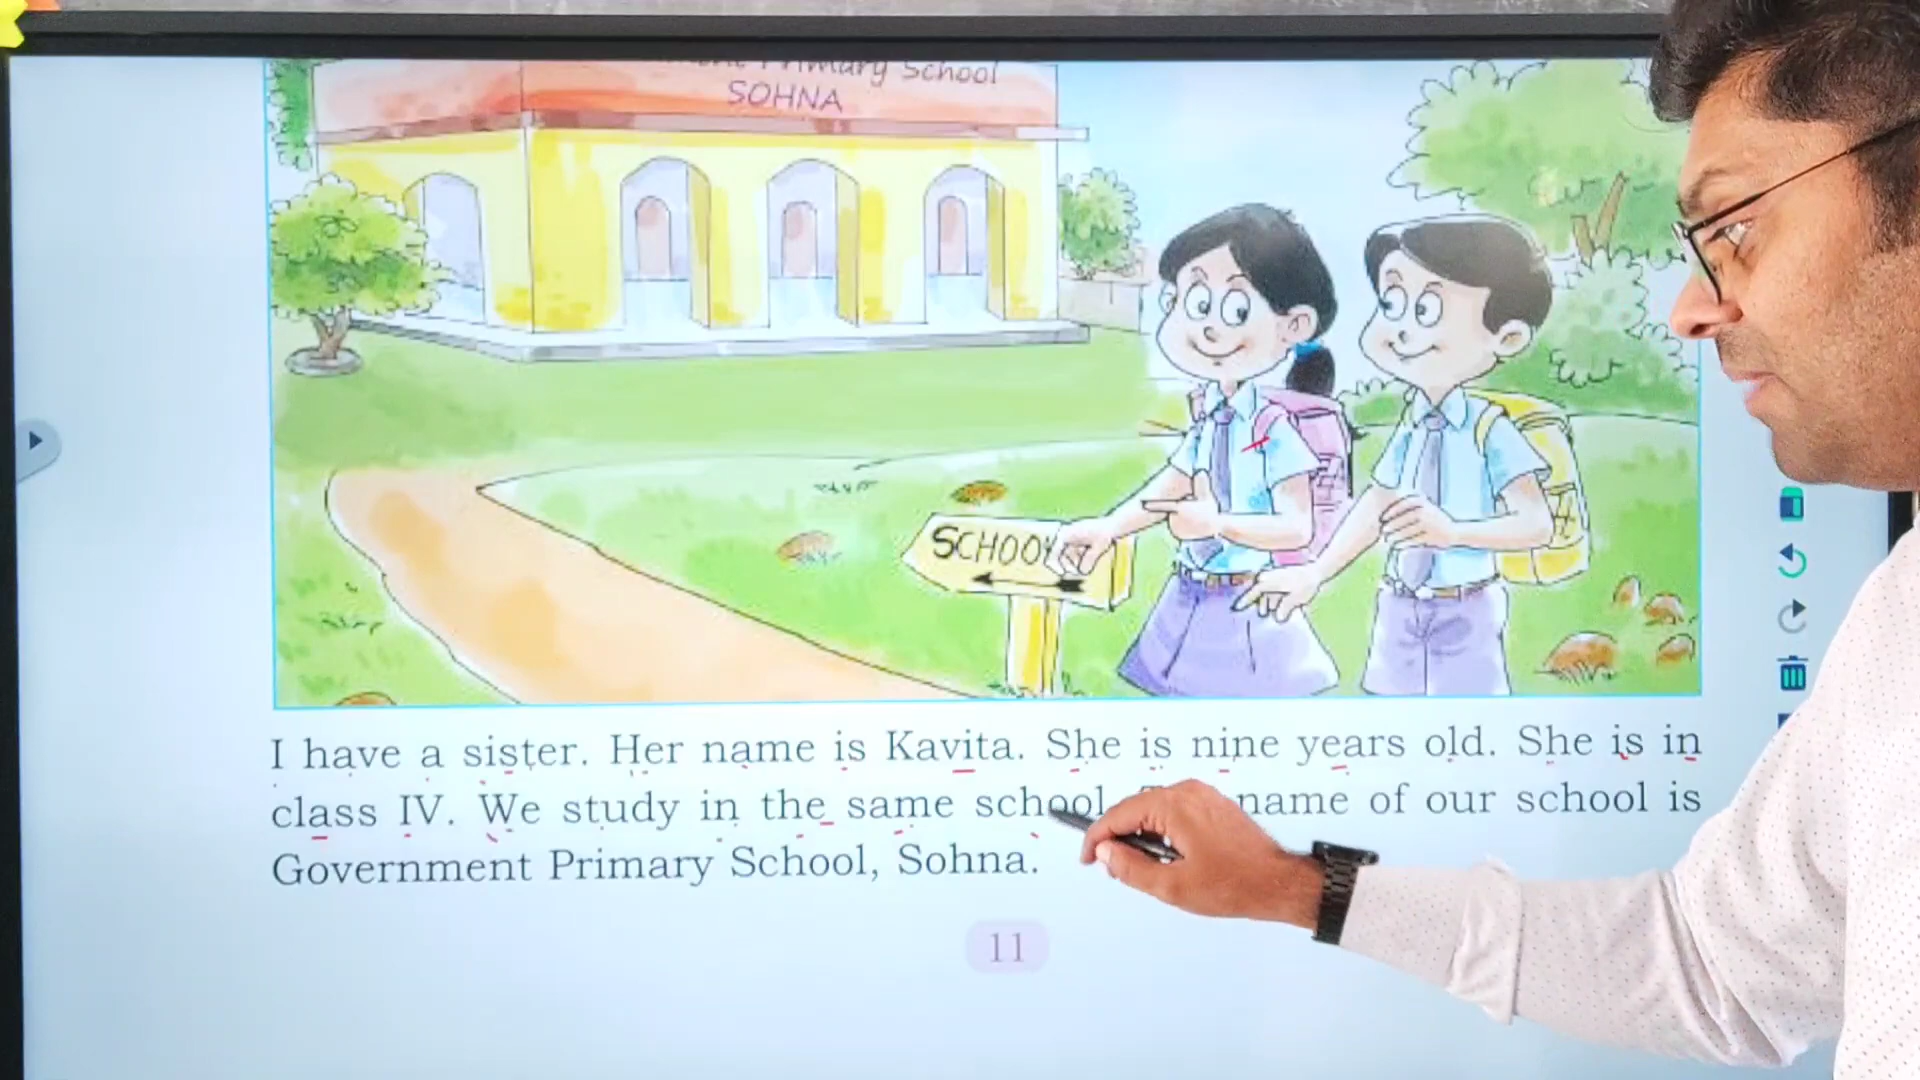 Primary School
SOHNA
SCHOOL
I have a sister. Her name is Kavita. She is nine years old. She is in
class IV. We study in the same school. name of our school is
Government Primary School, Sohna.
11